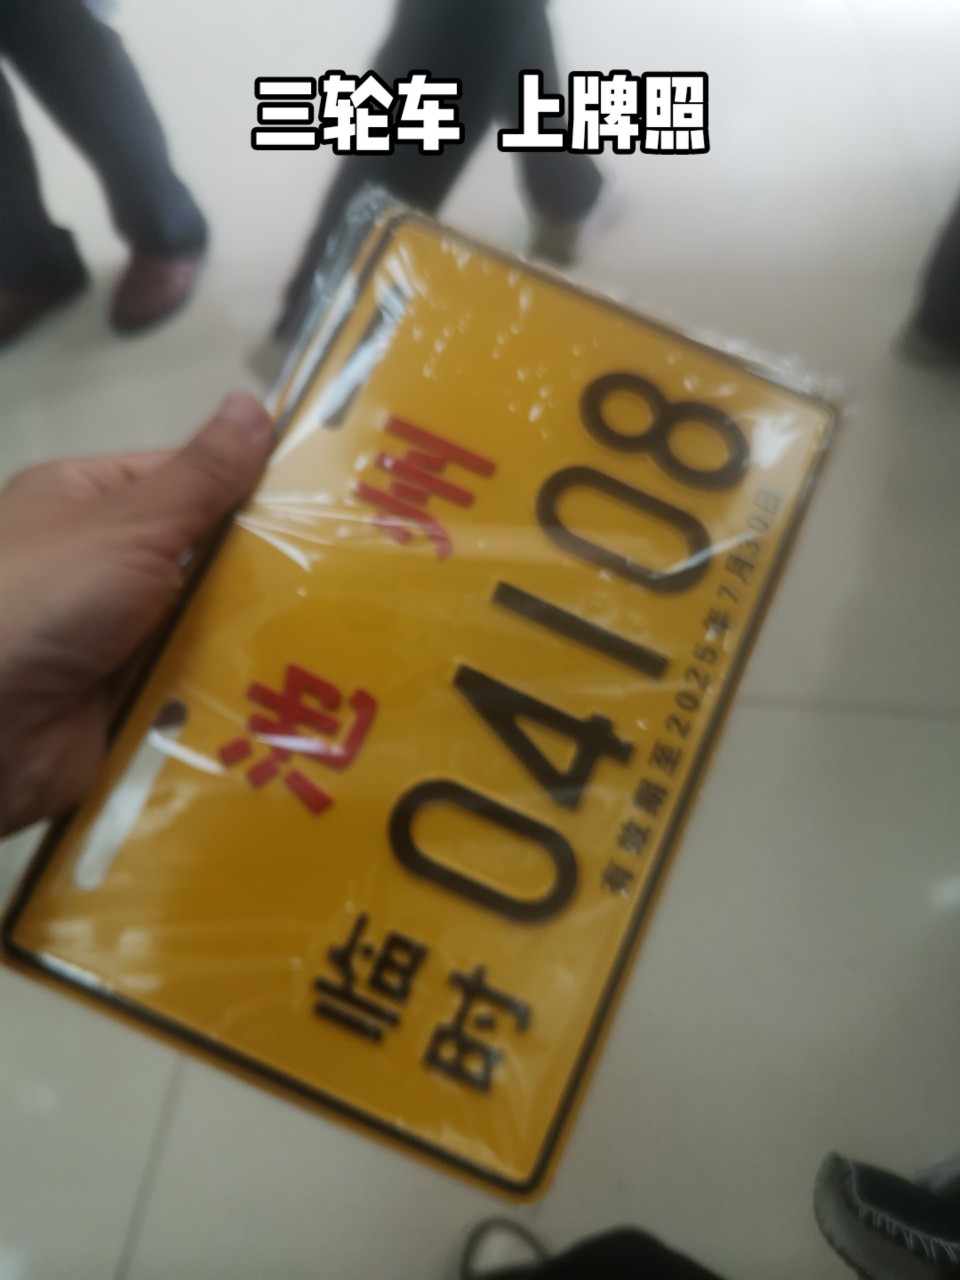 三轮车 上牌照
池州
临时 04108
有效期至2025年7月30日